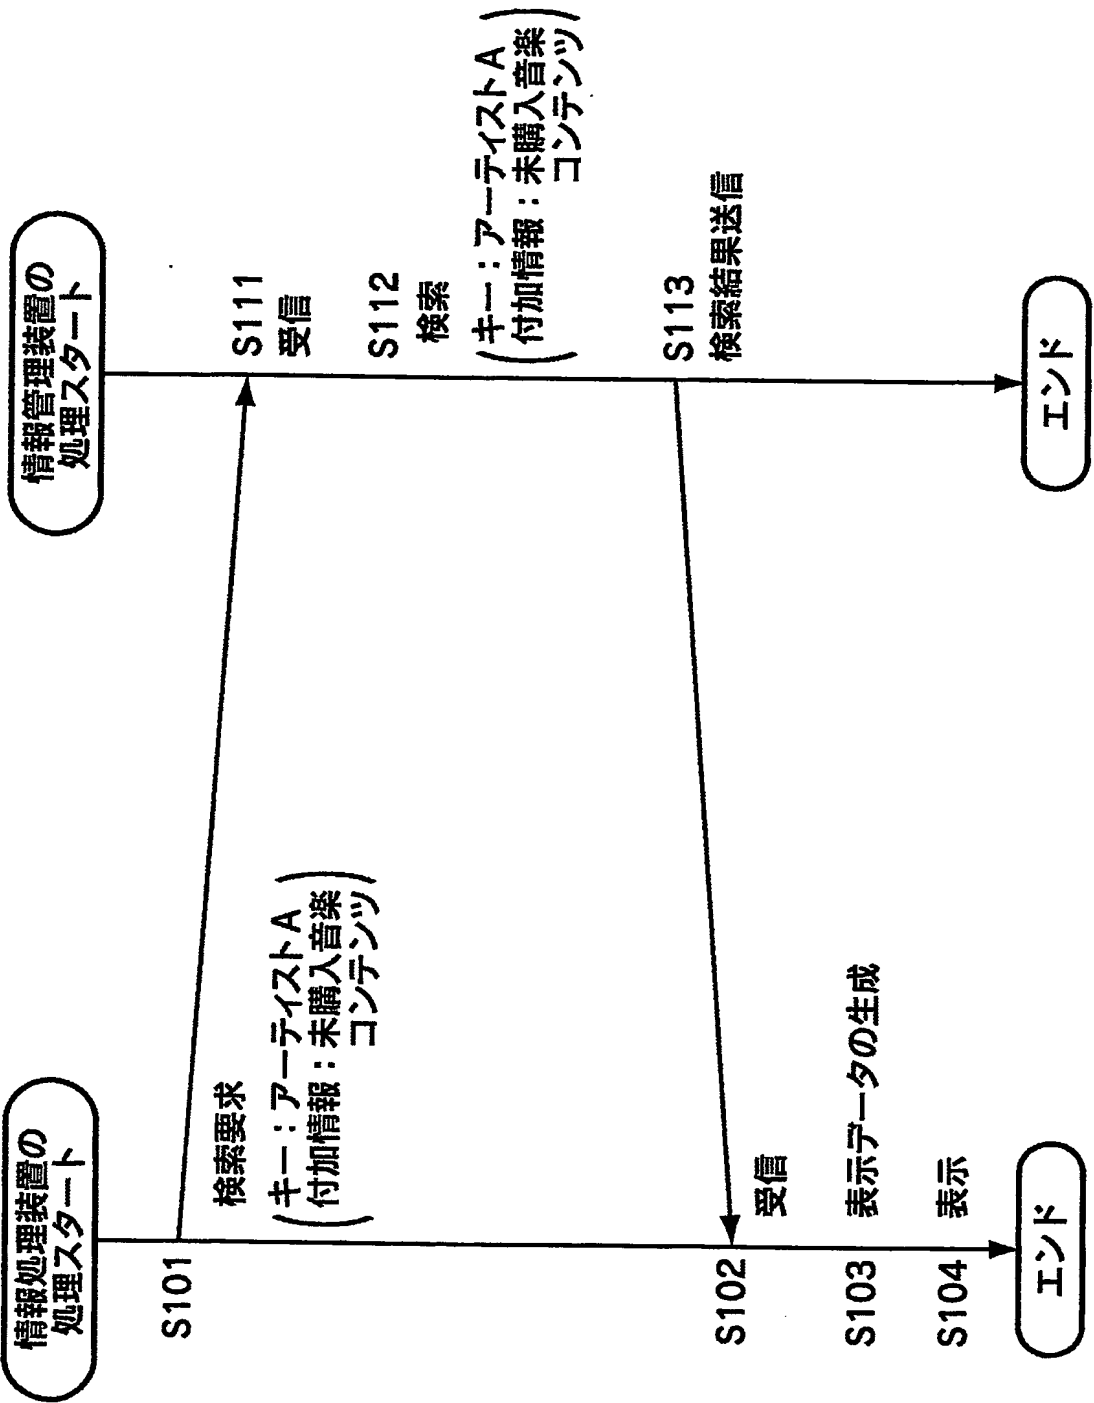 情報処理装置の
処理スタート
S101
検索要求
(キー：アーティストA
付加情報：未購入音楽
コンテンツ)
S102
受信
S103
表示データの生成
S104
表示
エンド
情報管理装置の
処理スタート
S111
受信
S112
検索
(キー：アーティストA
付加情報：未購入音楽
コンテンツ)
S113
検索結果送信
エンド